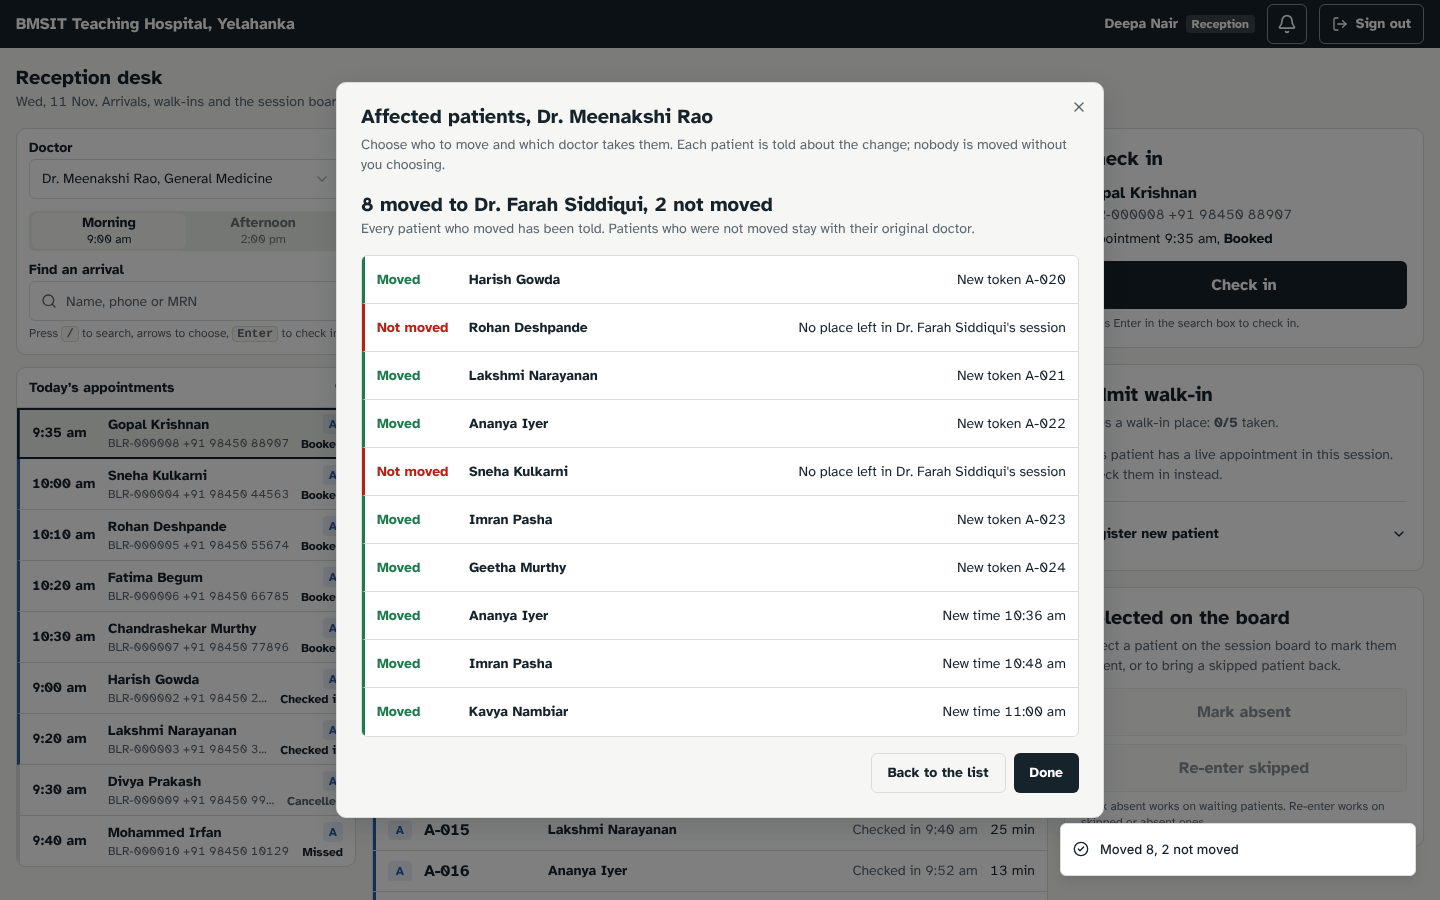 BMSIT Teaching Hospital, Yelahanka
Deepa Nair Reception Sign out
Reception desk
Wed, 11 Nov. Arrivals, walk-ins and the session
Doctor
Dr. Meenakshi Rao, General Medicine
Morning
9:00 am
Afternoon
2:00 pm
Find an arrival
Name, phone or MRN
Press / to search, arrows to choose, Enter to check
Today's appointments
9:35 am Gopal Krishnan A
BLR-000008 +91 98450 88907
10:00 am Sneha Kulkarni A
BLR-000004 +91 98450 44563
10:10 am Rohan Deshpande A
BLR-000005 +91 98450 55674
10:20 am Fatima Begum A
BLR-000006 +91 98450 66785
10:30 am Chandrashekar Murthy A
BLR-000007 +91 98450 77896
9:00 am Harish Gowda A
BLR-000002 +91 98450 2... Checked
9:20 am Lakshmi Narayanan A
BLR-000003 +91 98450 3... Checked
9:30 am Divya Prakash A
BLR-000009 +91 98450 99...
9:40 am Mohammed Irfan A
BLR-000010 +91 98450 10129 Missed
Affected patients, Dr. Meenakshi Rao
Choose who to move and which doctor takes them. Each patient is told about the change; nobody is moved without
you choosing.
8 moved to Dr. Farah Siddiqui, 2 not moved
Every patient who moved has been told. Patients who were not moved stay with their original doctor.
Moved Harish Gowda New token A-020
Not moved Rohan Deshpande No place left in Dr. Farah Siddiqui's session
Moved Lakshmi Narayanan New token A-021
Moved Ananya Iyer New token A-022
Not moved Sneha Kulkarni No place left in Dr. Farah Siddiqui's session
Moved Imran Pasha New token A-023
Moved Geetha Murthy New token A-024
Moved Ananya Iyer New time 10:36 am
Moved Imran Pasha New time 10:48 am
Moved Kavya Nambiar New time 11:00 am
Back to the list Done
A A-015 Lakshmi Narayanan Checked in 9:40 am 25 min
A A-016 Ananya Iyer Checked in 9:52 am 13 min
in
Krishnan
+91 98450 88907
9:35 am, Booked
Check in
Enter in the search box to check in.
walk-in
a walk-in place: 0/5 taken.
patient has a live appointment in this session.
them in instead.
new patient
on the board
a patient on the session board to mark them
or to bring a skipped patient back.
Mark absent
Re-enter skipped
absent works on waiting patients. Re-enter works on
skipped or absent ones.
Moved 8, 2 not moved